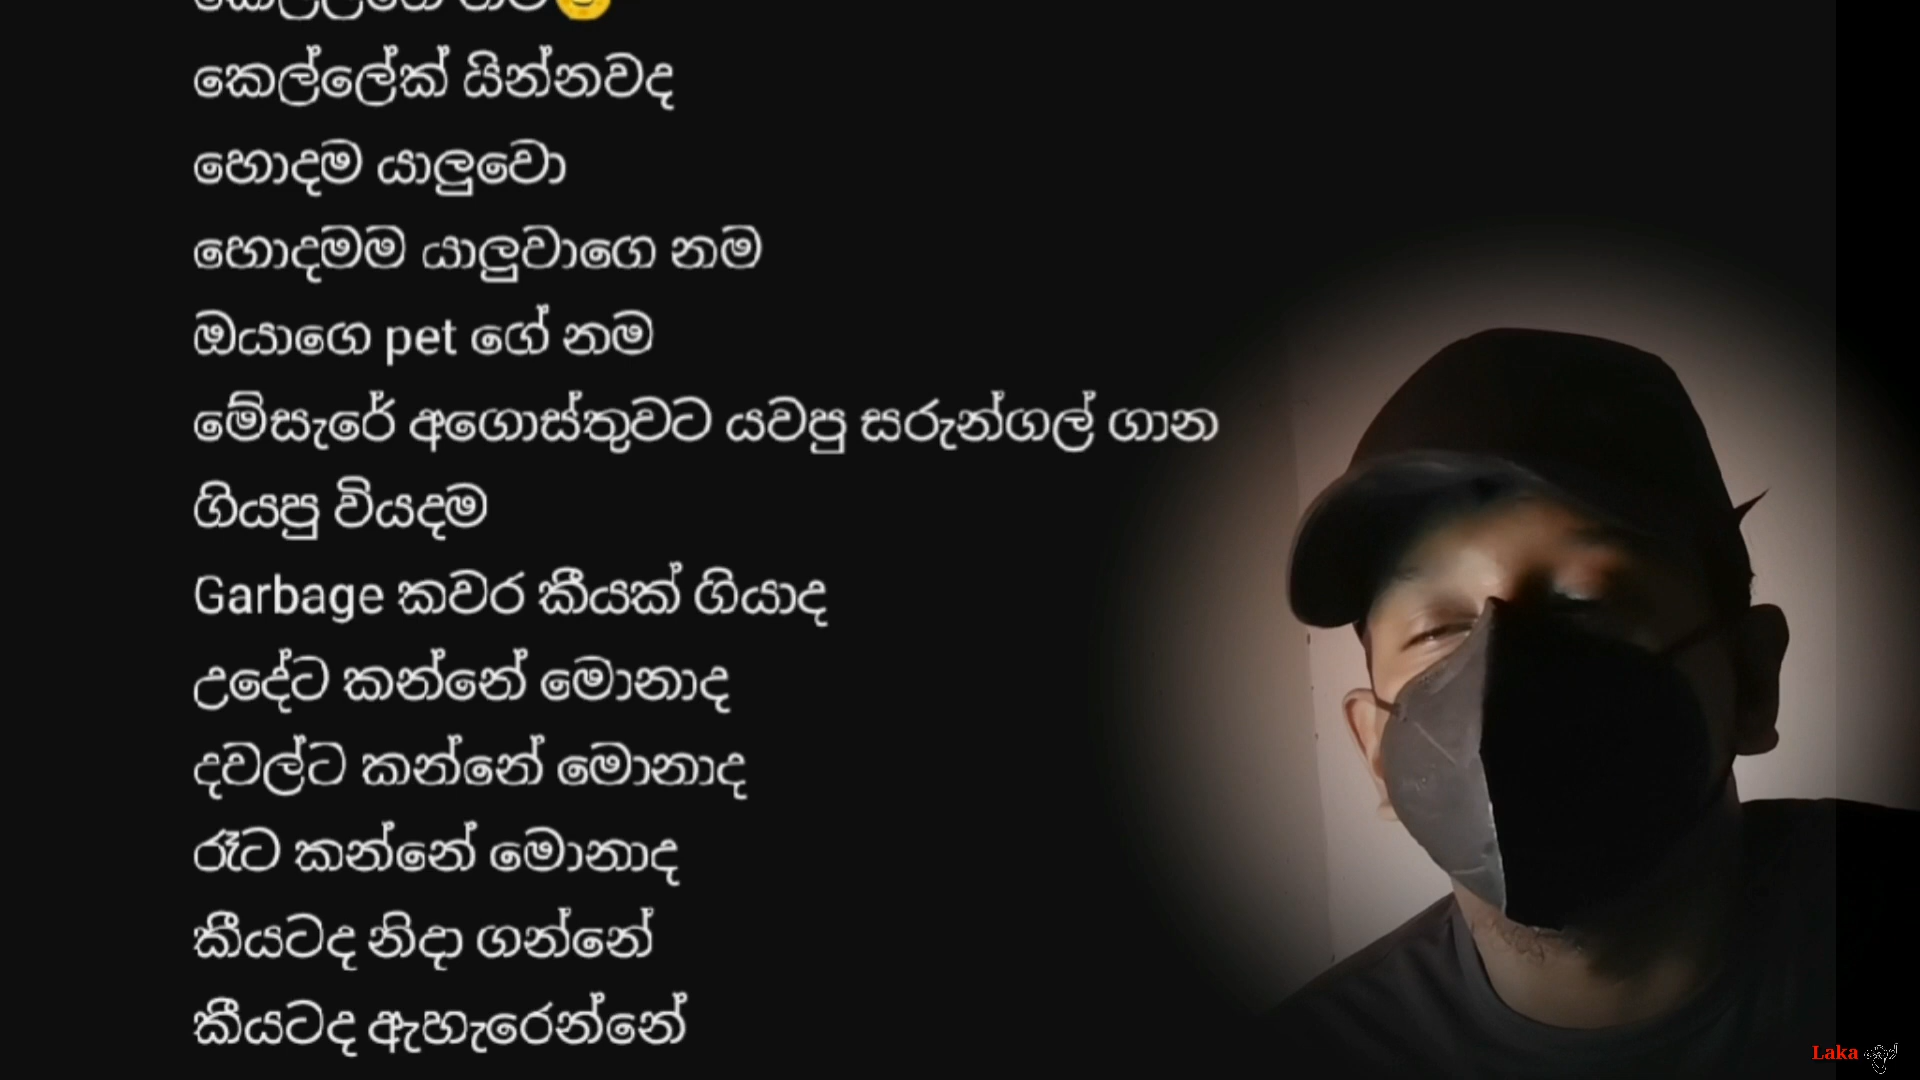 කෙල්ලේක් යින්නවද
හොදම යාලුවො
හොදමම යාලුවාගෙ නම
ඔයාගෙ pet ගේ නම
මේසැරේ අගොස්තුවට යවපු සරුන්ගල් ගාන
ගියපු වියදම
Garbage කවර කීයක් ගියාද
උදේට කන්නේ මොනාද
දවල්ට කන්නේ මොනාද
රෑට කන්නේ මොනාද
කීයටද නිදා ගන්නේ
කීයටද ඇහැරෙන්නේ
Laka